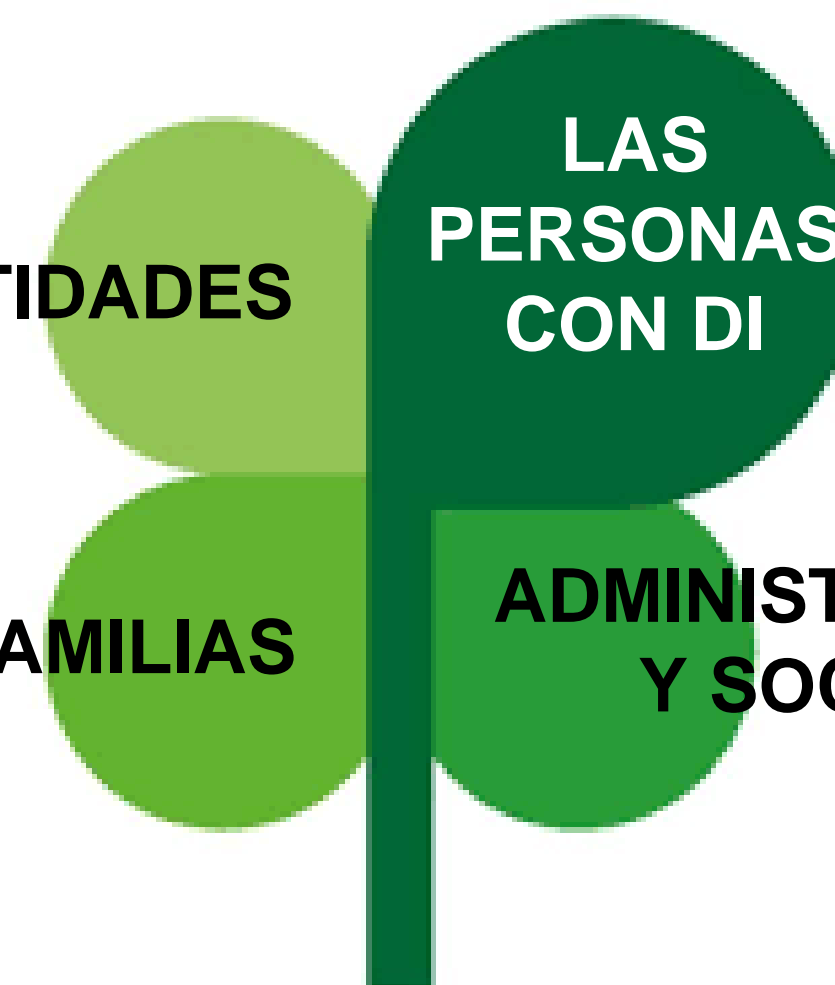 LAS
PERSONAS
CON DI
TIDADES
AMILIAS
ADMINIST
Y SOC